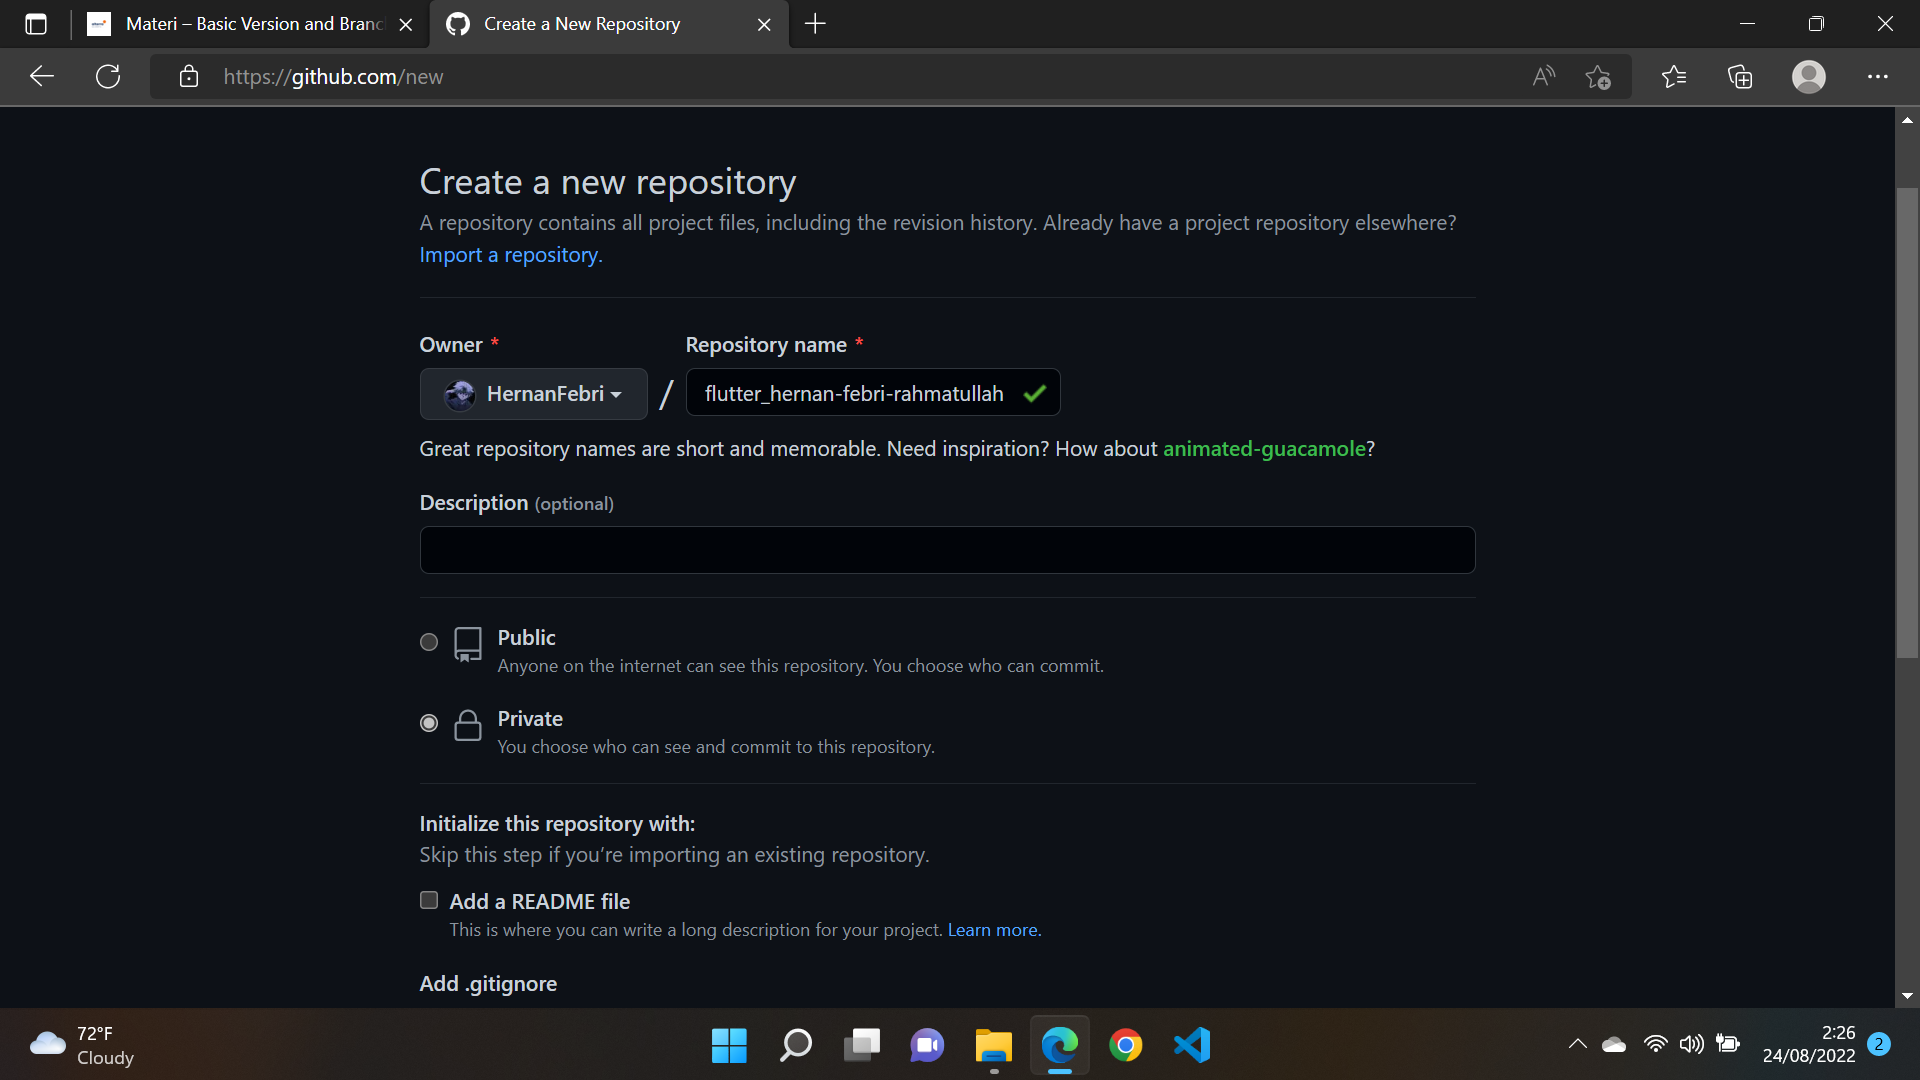 Materi – Basic Version and Branc
Create a New Repository
https://github.com/new
Create a new repository
A repository contains all project files, including the revision history. Already have a project repository elsewhere?
Import a repository.
Owner *
Repository name *
HernanFebri
/
flutter_hernan-febri-rahmatullah
Great repository names are short and memorable. Need inspiration? How about animated-guacamole?
Description (optional)
Public
Anyone on the internet can see this repository. You choose who can commit.
Private
You choose who can see and commit to this repository.
Initialize this repository with:
Skip this step if you’re importing an existing repository.
Add a README file
This is where you can write a long description for your project. Learn more.
Add .gitignore
72°F
Cloudy
2:26
24/08/2022
2